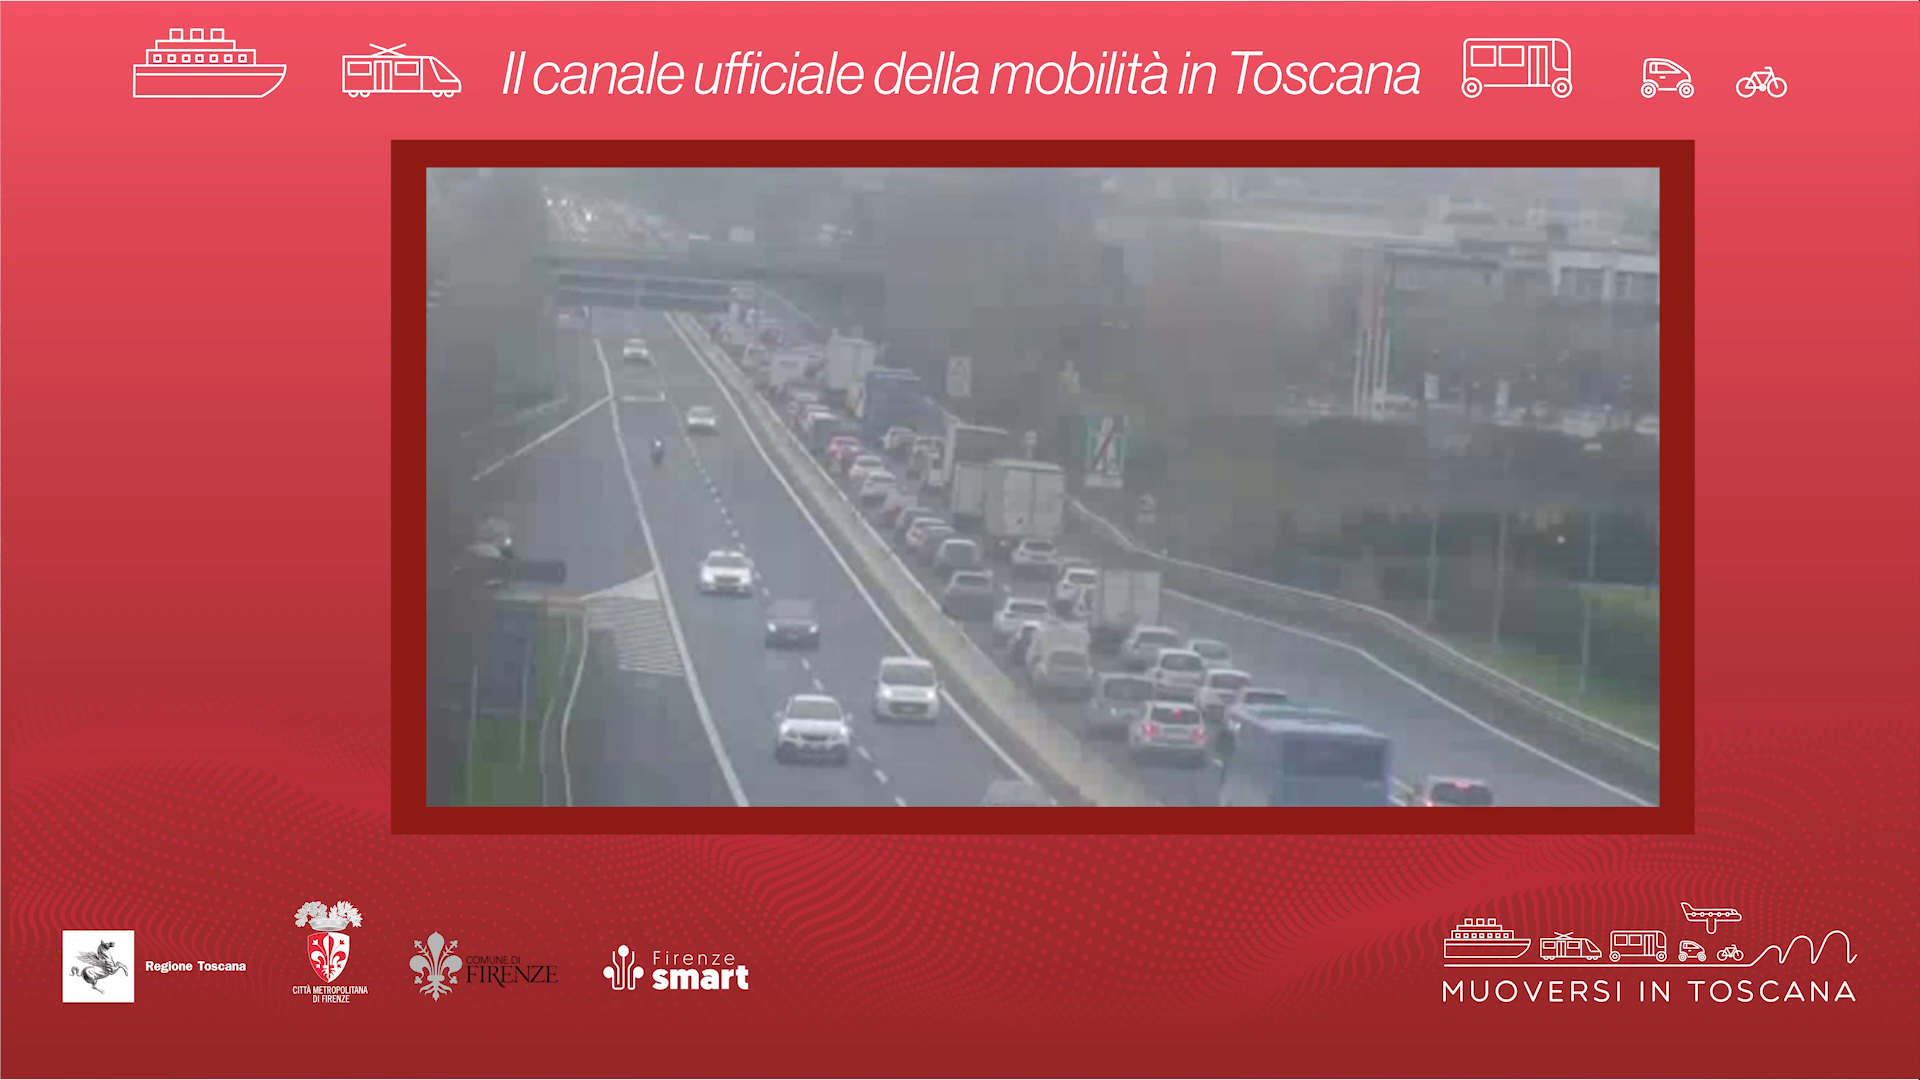 Il canale ufficiale della mobilità in Toscana
Regione Toscana
CITTÀ METROPOLITANA
DI FIRENZE
COMUNE DI
FIRENZE
Firenze
smart
MUOVERSI IN TOSCANA